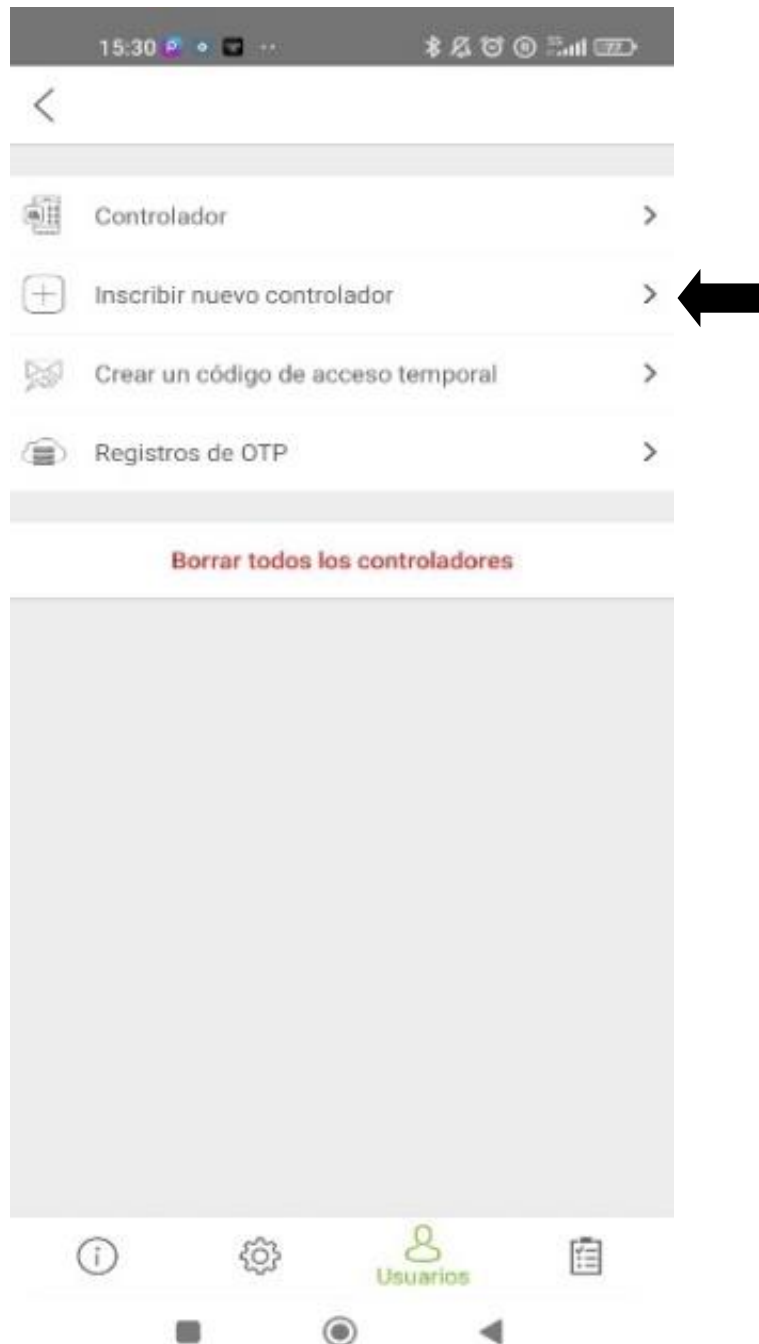 15:30
Controlador
Inscribir nuevo controlador
Crear un código de acceso temporal
Registros de OTP
Borrar todos los controladores
Usuarios